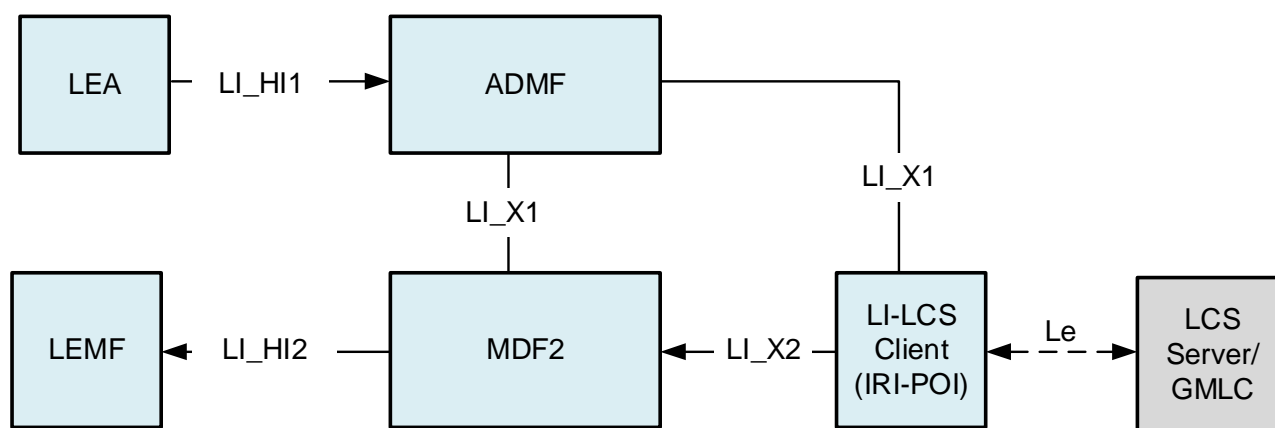 LEA
LI_HI1
ADMF
LI_X1
LI_X1
LEMF
LI_HI2
MDF2
LI_X2
LI-LCS
Client
(IRI-POI)
Le
LCS
Server/
GMLC